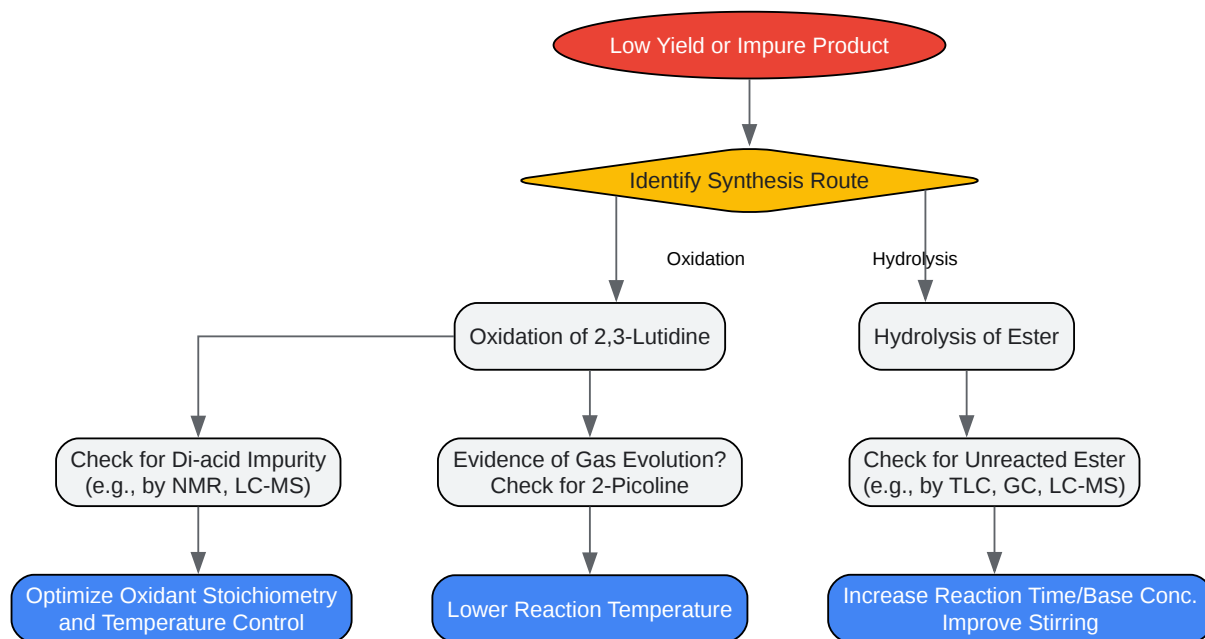 Low Yield or Impure Product
Identify Synthesis Route
Oxidation
Hydrolysis
Oxidation of 2,3-Lutidine
Hydrolysis of Ester
Check for Di-acid Impurity
(e.g., by NMR, LC-MS)
Evidence of Gas Evolution?
Check for 2-Picoline
Check for Unreacted Ester
(e.g., by TLC, GC, LC-MS)
Optimize Oxidant Stoichiometry
and Temperature Control
Lower Reaction Temperature
Increase Reaction Time/Base Conc.
Improve Stirring